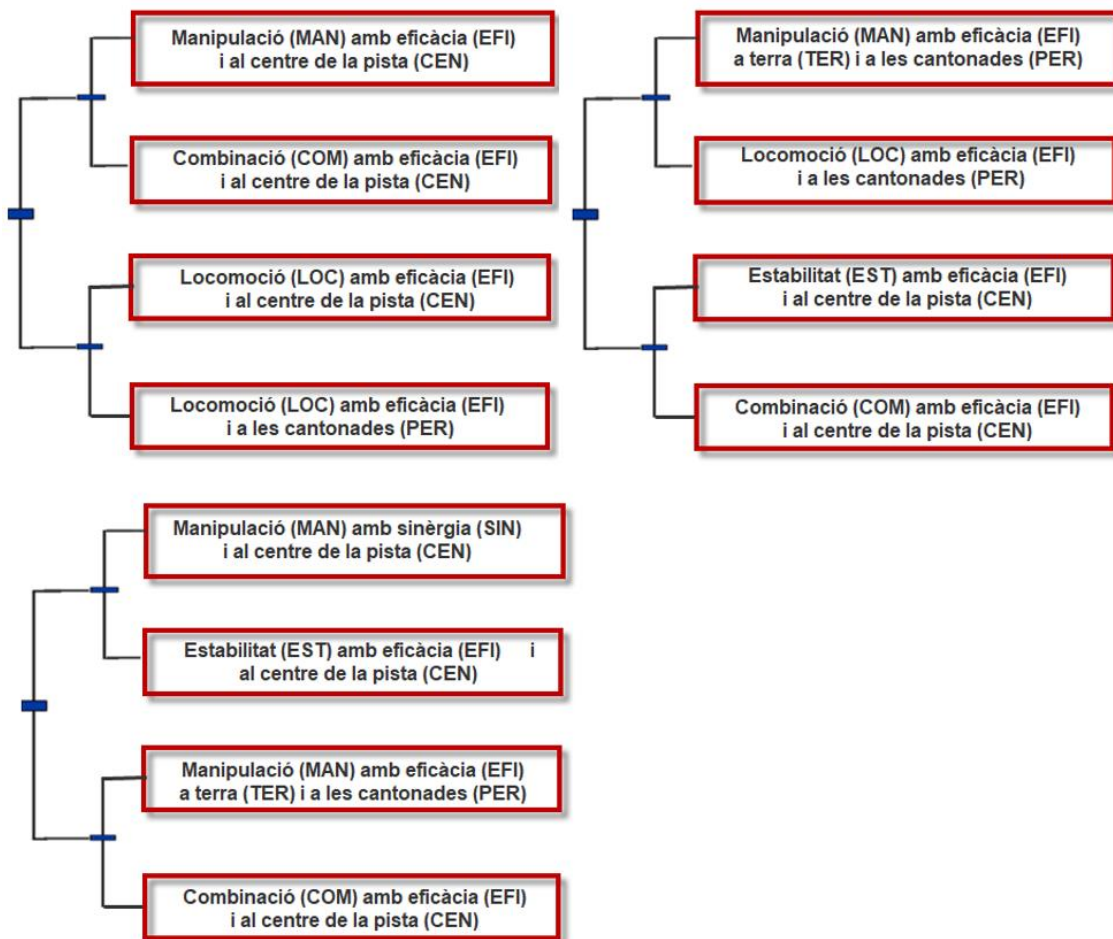 Manipulació (MAN) amb eficàcia (EFI)
i al centre de la pista (CEN)
Combinació (COM) amb eficàcia (EFI)
i al centre de la pista (CEN)
Locomoció (LOC) amb eficàcia (EFI)
i al centre de la pista (CEN)
Locomoció (LOC) amb eficàcia (EFI)
i a les cantonades (PER)
Manipulació (MAN) amb eficàcia (EFI)
a terra (TER) i a les cantonades (PER)
Locomoció (LOC) amb eficàcia (EFI)
i a les cantonades (PER)
Estabilitat (EST) amb eficàcia (EFI)
i al centre de la pista (CEN)
Combinació (COM) amb eficàcia (EFI)
i al centre de la pista (CEN)
Manipulació (MAN) amb sinèrgia (SIN)
i al centre de la pista (CEN)
Estabilitat (EST) amb eficàcia (EFI) i
al centre de la pista (CEN)
Manipulació (MAN) amb eficàcia (EFI)
a terra (TER) i a les cantonades (PER)
Combinació (COM) amb eficàcia (EFI)
i al centre de la pista (CEN)